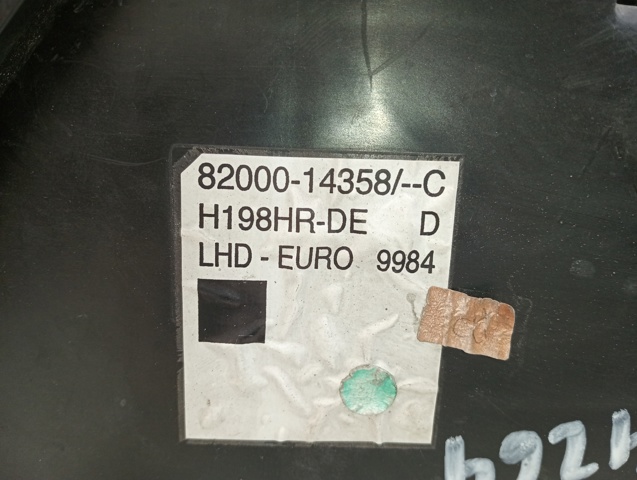 82000-14358/--C
H198HR-DE D
LHD - EURO 9984